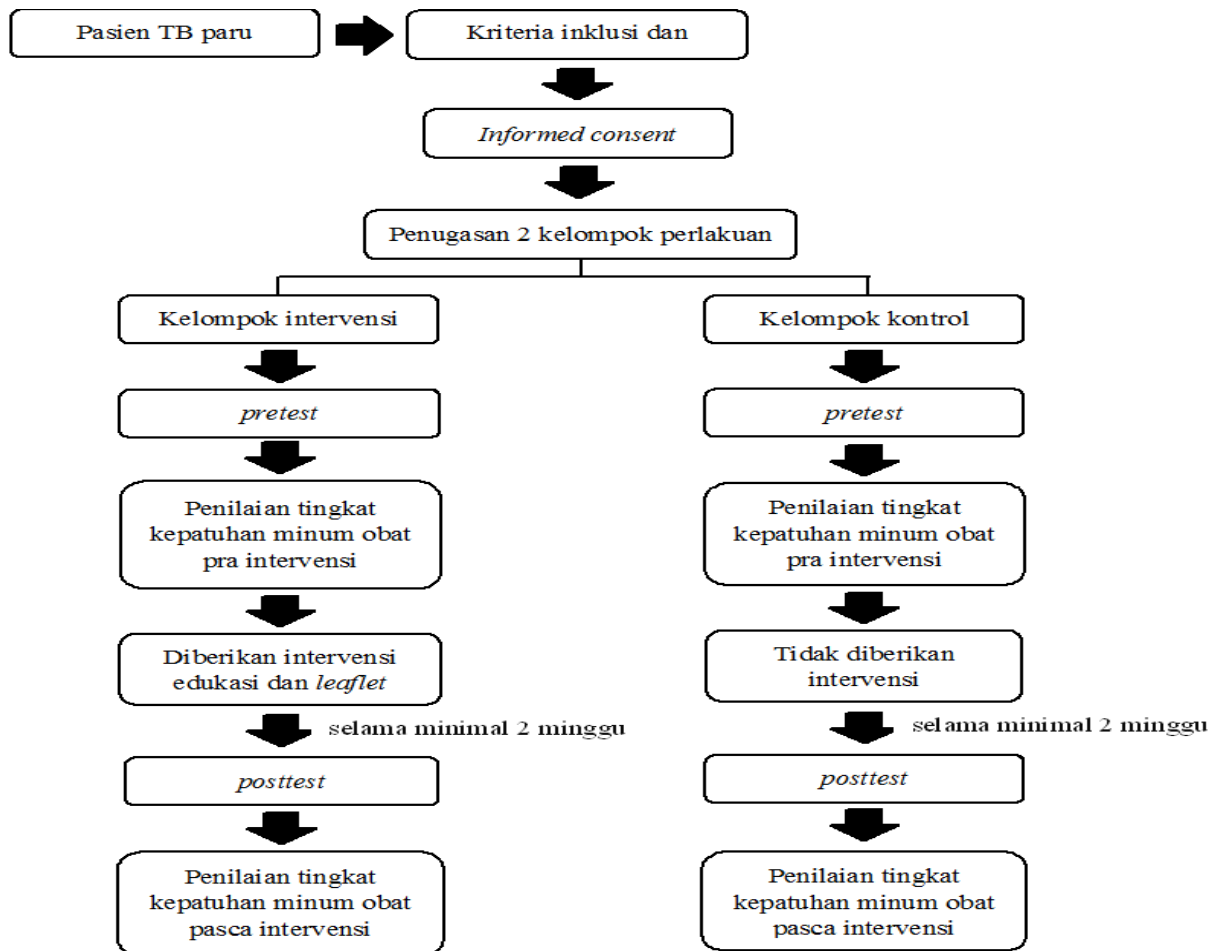 Pasien TB paru
Kriteria inklusi dan
Informed consent
Penugasan 2 kelompok perlakuan
Kelompok intervensi
Kelompok kontrol
pretest
pretest
Penilaian tingkat
kepatuhan minum obat
pra intervensi
Penilaian tingkat
kepatuhan minum obat
pra intervensi
Diberikan intervensi
edukasi dan leaflet
Tidak diberikan
intervensi
selama minimal 2 minggu
selama minimal 2 minggu
posttest
posttest
Penilaian tingkat
kepatuhan minum obat
pasca intervensi
Penilaian tingkat
kepatuhan minum obat
pasca intervensi